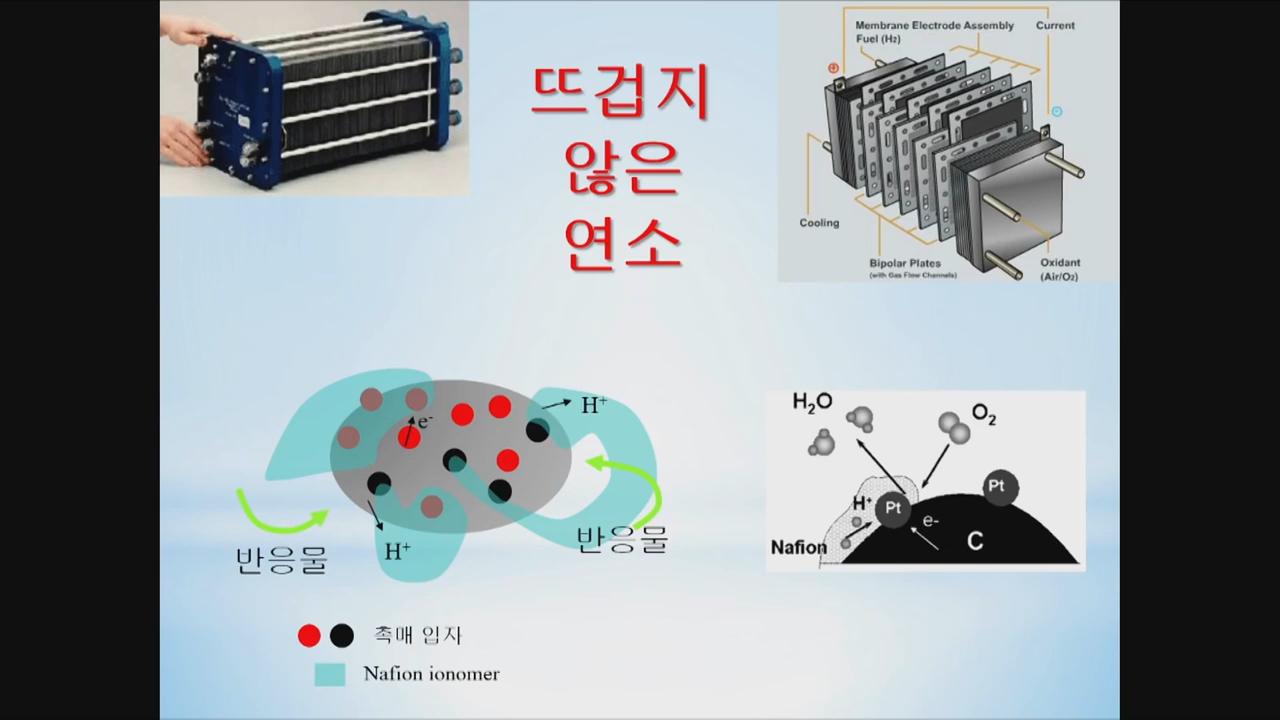 뜨겁지
않은
연소
Membrane Electrode Assembly
Fuel (H2)
Current
Cooling
Bipolar Plates
(with Gas Flow Channels)
Oxidant
(Air/O2)
H+
e-
반응물
H+
반응물
촉매 입자
Nafion ionomer
H2O
O2
Pt
H+
Pt
e-
C
Nafion